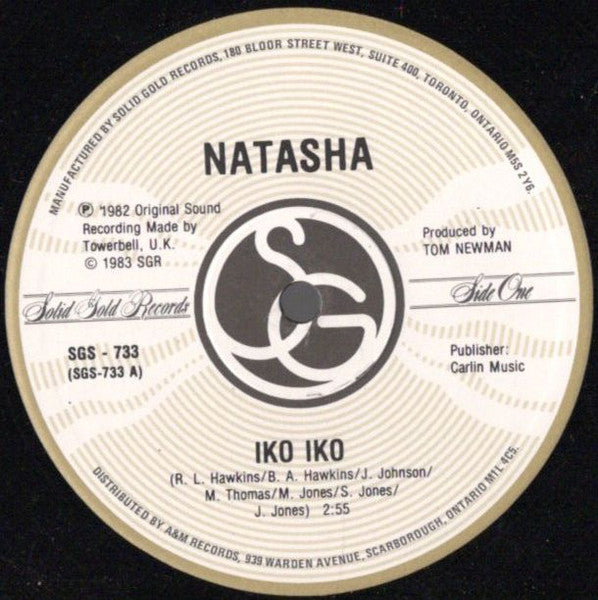 MANUFACTURED BY SOLID GOLD RECORDS, 180 BLOOR STREET WEST, SUITE 400, TORONTO, ONTARIO M5S 2Y6.
NATASHA
℗ '1982 Original Sound
Recording Made by
Towerbell, U.K.
© 1983 SGR
Produced by
TOM NEWMAN
SG
Solid Gold Records
Side One
SGS - 733
(SGS-733 A)
Publisher:
Carlin Music
IKO IKO
(R. L. Hawkins/B. A. Hawkins/J. Johnson/
M. Thomas/M. Jones/S. Jones/
J. Jones) 2:55
DISTRIBUTED BY A&M RECORDS, 939 WARDEN AVENUE, SCARBOROUGH, ONTARIO M1L 4C5.